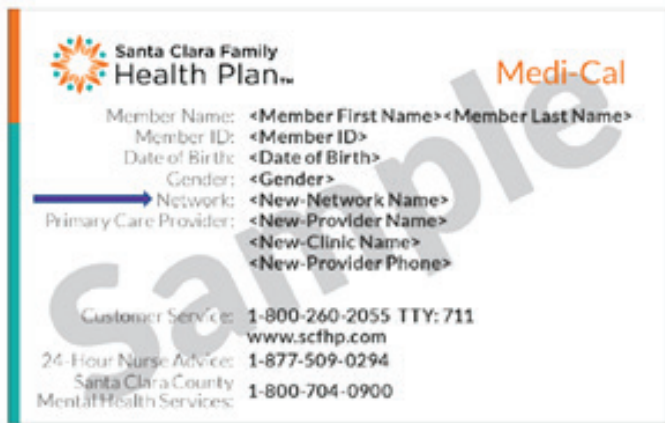 Santa Clara Family
Health Plan™
Medi-Cal
Member Name: <Member First Name><Member Last Name>
Member ID: <Member ID>
Date of Birth: <Date of Birth>
Gender: <Gender>
Network: <New-Network Name>
Primary Care Provider: <New-Provider Name>
<New-Clinic Name>
<New-Provider Phone>
Customer Service: 1-800-260-2055 TTY: 711
www.scfhp.com
24-Hour Nurse Advice: 1-877-509-0294
Santa Clara County
Mental Health Services: 1-800-704-0900
Sample